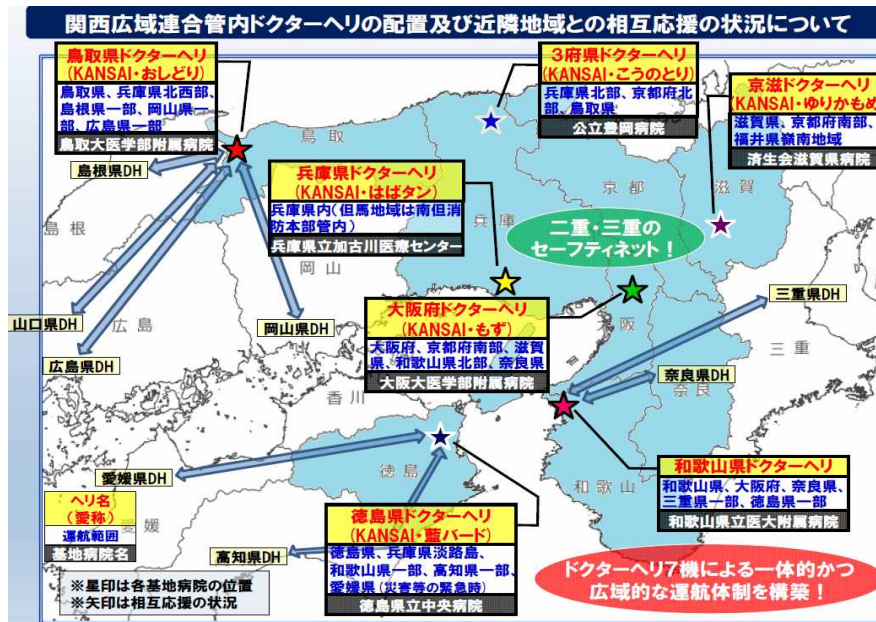 関西広域連合管内ドクターヘリの配置及び近隣地域との相互応援の状況について
鳥取県ドクターヘリ
(KANSAI・おしどり)
鳥取県、兵庫県北西部、
島根県一部、岡山県一
部、広島県一部
鳥取大医学部附属病院
3府県ドクターヘリ
(KANSAI・こうのとり)
兵庫県北部、京都府北
部、鳥取県
公立豊岡病院
京滋ドクターヘリ
(KANSAI・ゆりかもめ)
滋賀県、京都府南部、
福井県嶺南地域
済生会滋賀県病院
兵庫県ドクターヘリ
(KANSAI・はばタン)
兵庫県内(但馬地域は南但消
防本部管内)
兵庫県立加古川医療センター
二重・三重の
セーフティネット!
大阪府ドクターヘリ
(KANSAI・もず)
大阪府、京都府南部、滋賀
県、和歌山県北部、奈良県
大阪大医学部附属病院
和歌山県ドクターヘリ
和歌山県、大阪府、奈良県、
三重県一部、徳島県一部
和歌山県立医大附属病院
徳島県ドクターヘリ
(KANSAI・藍バード)
徳島県、兵庫県淡路島、
和歌山県一部、高知県一部、
愛媛県(災害等の緊急時)
徳島県立中央病院
島根県DH
山口県DH
広島県DH
岡山県DH
三重県DH
奈良県DH
愛媛県DH
高知県DH
鳥取
島根
岡山
広島
兵庫
京都
滋賀
大阪
三重
奈良
香川
徳島
和歌山
愛媛
ヘリ名
(愛称)
運航範囲
基地病院名
※星印は各基地病院の位置
※矢印は相互応援の状況
ドクターヘリ7機による一体的かつ
広域的な運航体制を構築!